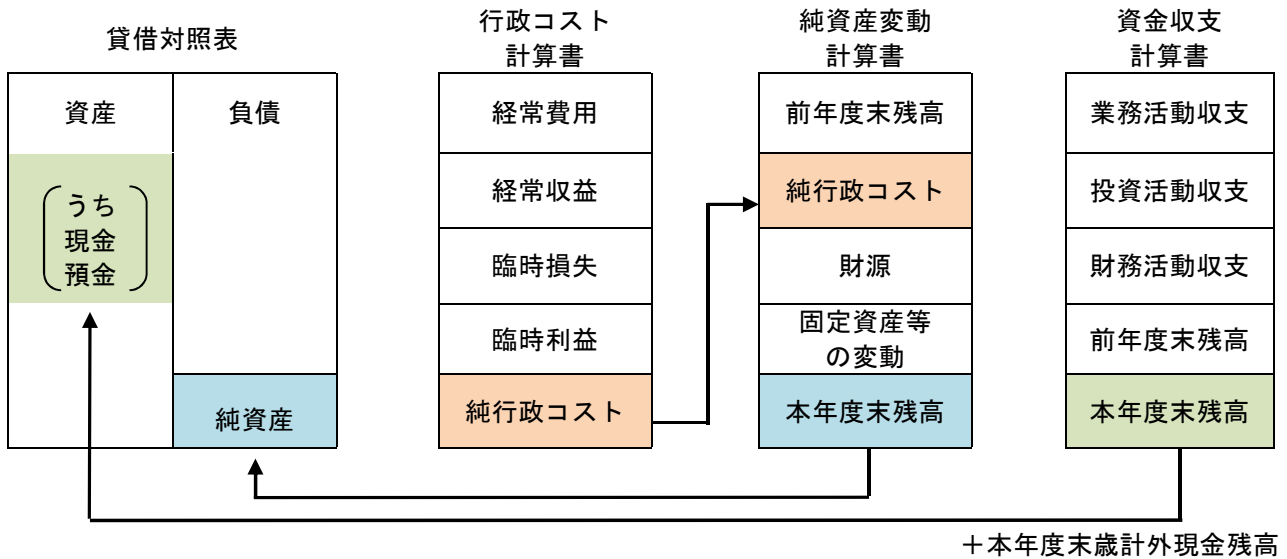 貸借対照表
資産
負債
うち
現金
預金
純資産
行政コスト
計算書
経常費用
経常収益
臨時損失
臨時利益
純行政コスト
純資産変動
計算書
前年度末残高
純行政コスト
財源
固定資産等
の変動
本年度末残高
資金収支
計算書
業務活動収支
投資活動収支
財務活動収支
前年度末残高
本年度末残高
＋本年度末歳計外現金残高